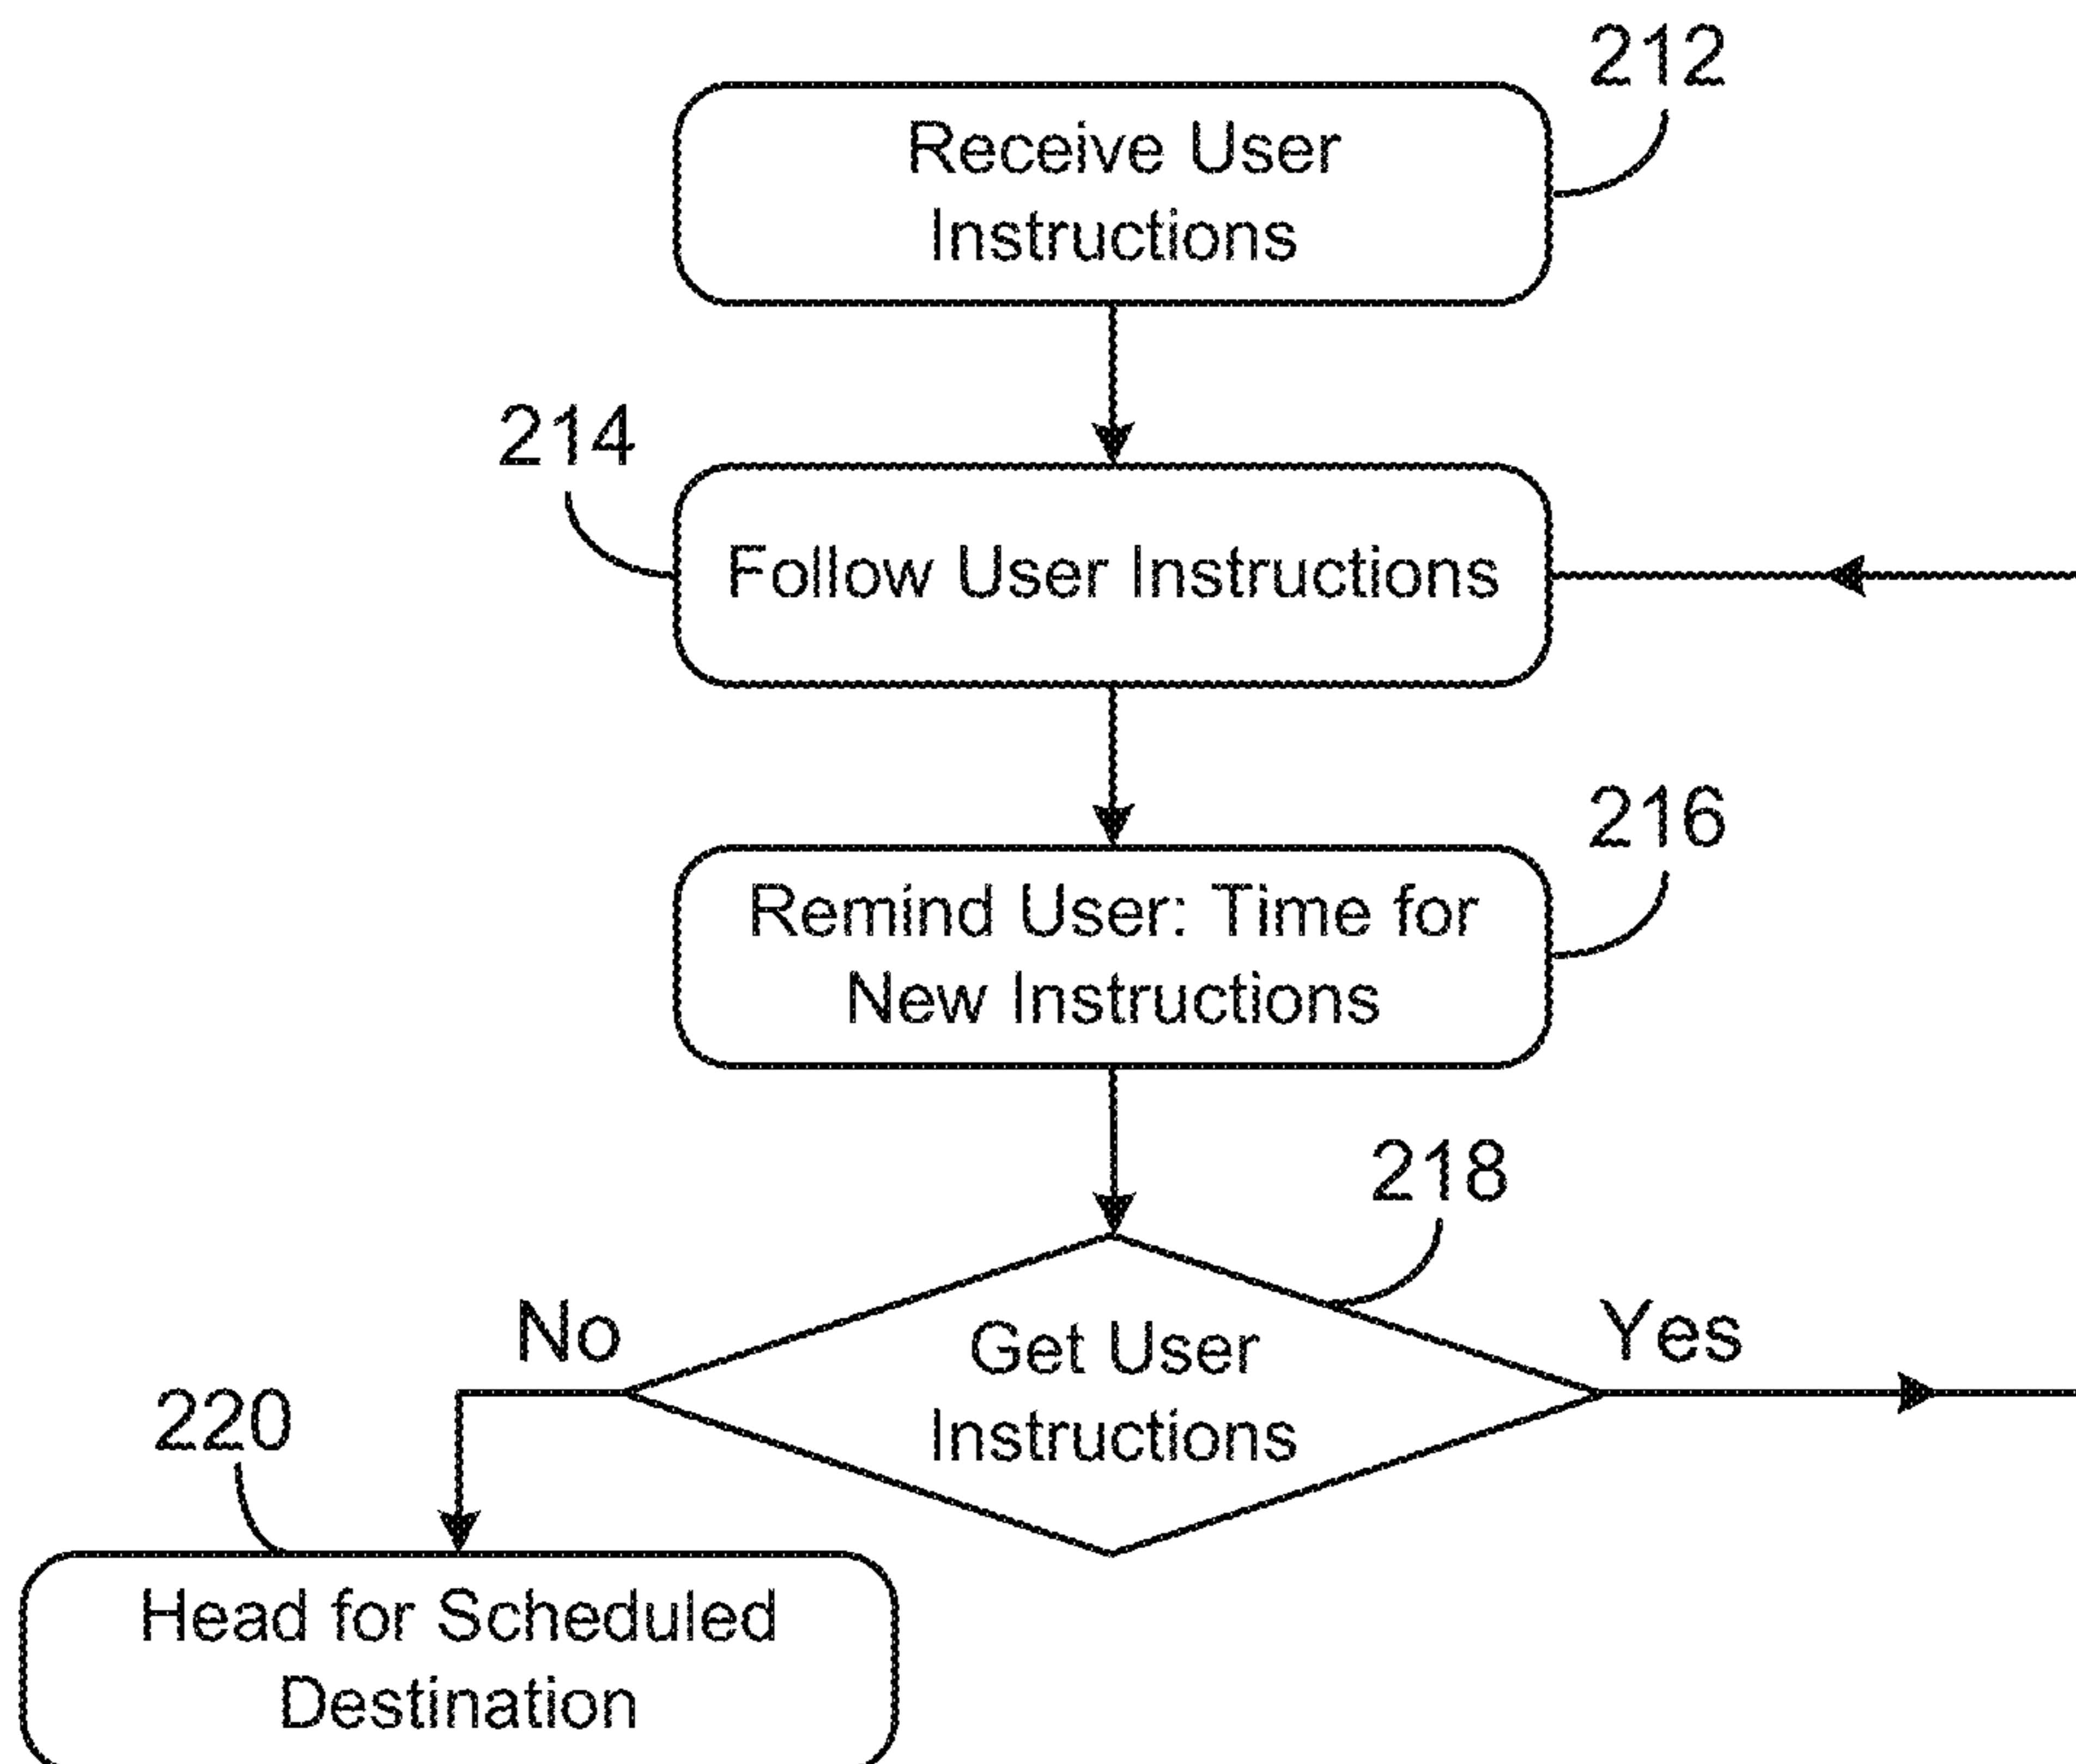 212
Receive User
Instructions
214
Follow User Instructions
216
Remind User: Time for
New Instructions
218
No
Get User
Instructions
Yes
220
Head for Scheduled
Destination